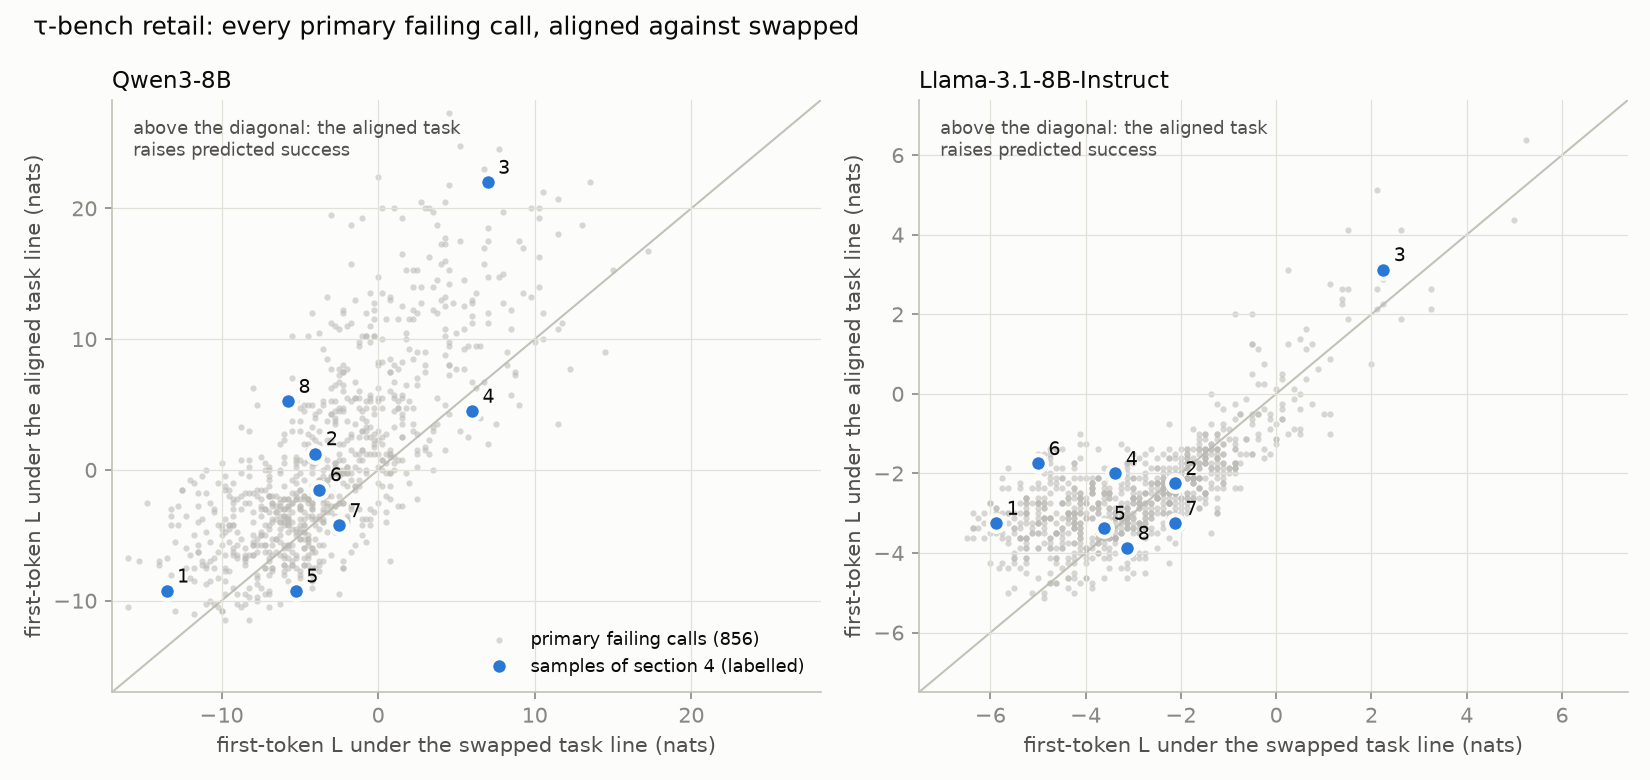 τ-bench retail: every primary failing call, aligned against swapped
Qwen3-8B
above the diagonal: the aligned task
raises predicted success
first-token L under the aligned task line (nats)
20
10
0
−10
3
4
8
2
6
7
1
5
primary failing calls (856)
samples of section 4 (labelled)
−10
0
10
20
first-token L under the swapped task line (nats)
Llama-3.1-8B-Instruct
above the diagonal: the aligned task
raises predicted success
first-token L under the aligned task line (nats)
6
4
2
0
−2
−4
−6
3
6
4
2
1
5
7
8
−6
−4
−2
0
2
4
6
first-token L under the swapped task line (nats)